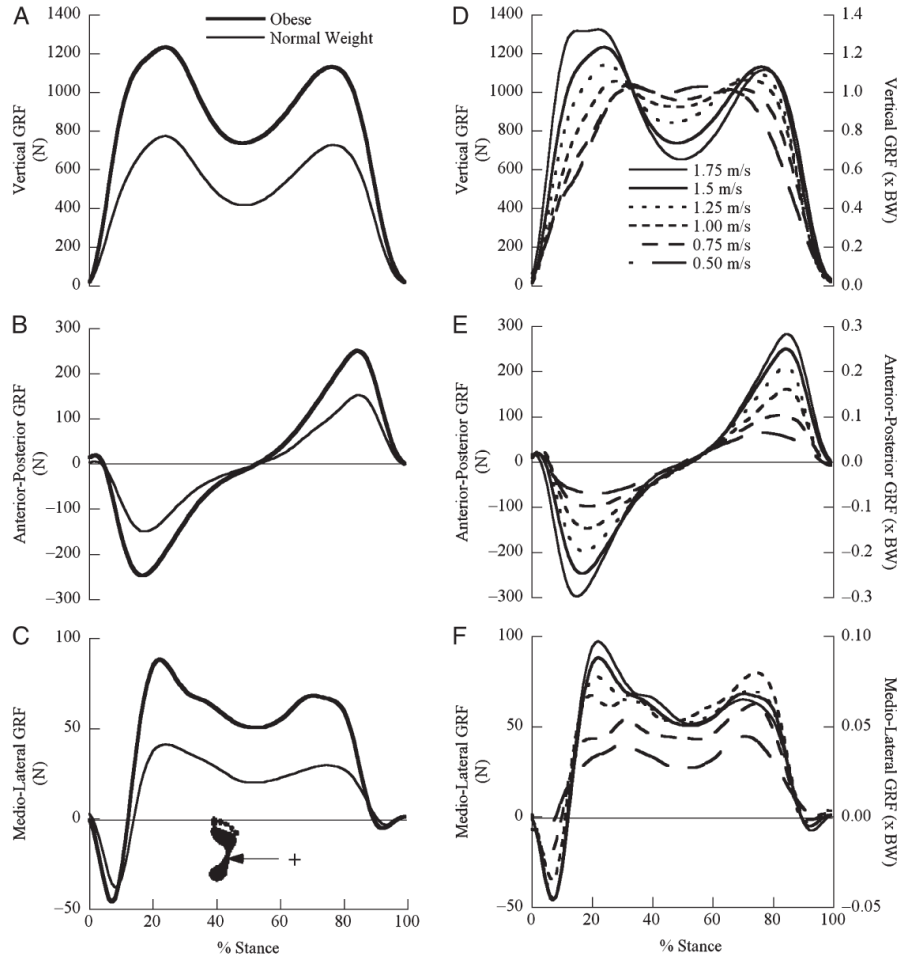 A
1400
1200
1000
800
600
400
200
0
Vertical GRF
(N)
Obese
Normal Weight
D
1400
1200
1000
800
600
400
200
0
Vertical GRF
(N)
1.75 m/s
1.5 m/s
1.25 m/s
1.00 m/s
0.75 m/s
0.50 m/s
1.4
1.2
1.0
0.8
0.6
0.4
0.2
0.0
Vertical GRF
(x BW)
B
300
200
100
0
−100
−200
−300
Anterior-Posterior GRF
(N)
E
300
200
100
0
−100
−200
−300
Anterior-Posterior GRF
(N)
0.3
0.2
0.1
0.0
−0.1
−0.2
−0.3
Anterior-Posterior GRF
(x BW)
C
100
50
0
−50
Medio-Lateral GRF
(N)
+
0 20 40 60 80 100
% Stance
F
100
50
0
−50
Medio-Lateral GRF
(N)
0.10
0.05
0.00
−0.05
Medio-Lateral GRF
(x BW)
0 20 40 60 80 100
% Stance